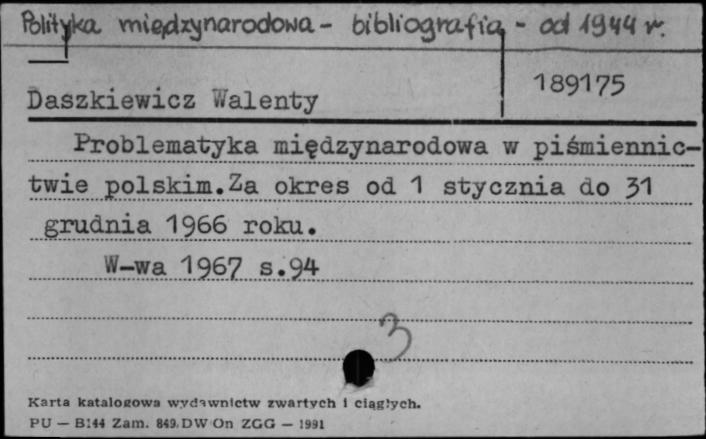 Polityka międzynarodowa - bibliografia - od 1944 r.
189175
Daszkiewicz Walenty
Problematyka międzynarodowa w piśmiennic-
twie polskim.Za okres od 1 stycznia do 31
grudnia 1966 roku.
W-wa 1967 s.94
3
Karta katalogowa wydawnictw zwartych i ciągłych.
PU — B144 Zam. 849. DW On ZGG — 1991